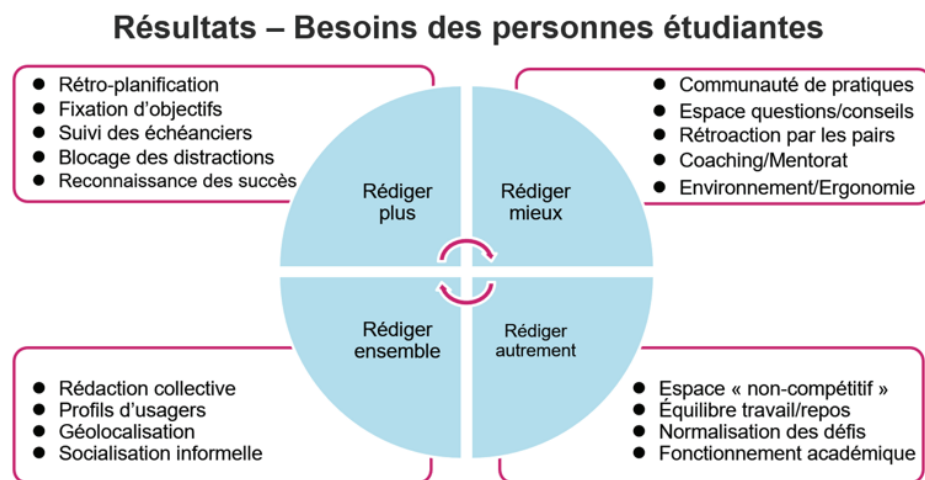 Résultats – Besoins des personnes étudiantes
Rétro-planification
Fixation d'objectifs
Suivi des échéanciers
Blocage des distractions
Reconnaissance des succès
Communauté de pratiques
Espace questions/conseils
Rétroaction par les pairs
Coaching/Mentorat
Environnement/Ergonomie
Rédiger
plus
Rédiger
mieux
Rédiger
ensemble
Rédiger
autrement
Rédaction collective
Profils d'usagers
Géolocalisation
Socialisation informelle
Espace « non-compétitif »
Équilibre travail/repos
Normalisation des défis
Fonctionnement académique